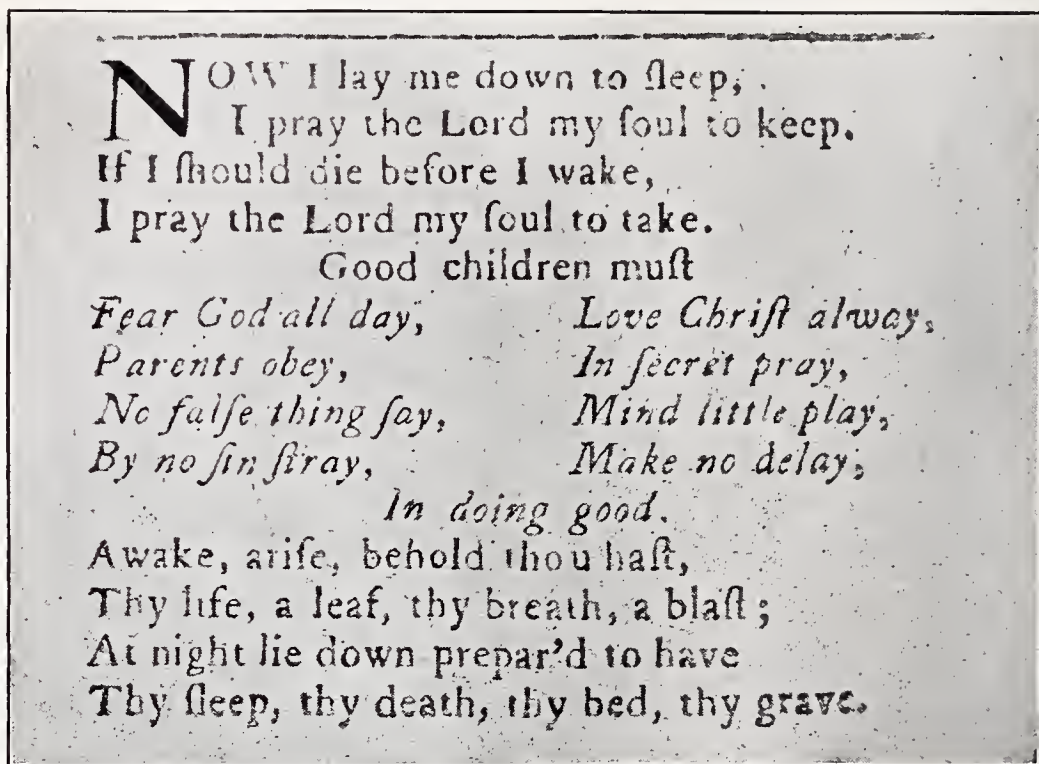 NOW I lay me down to ſleep,
I pray the Lord my ſoul to keep.
If I ſhould die before I wake,
I pray the Lord my ſoul to take.
Good children muſt
Fear God all day,
Parents obey,
No falſe thing ſay,
By no ſin ſtray,
Love Chriſt alway,
In ſecret pray,
Mind little play,
Make no delay,
In doing good.
Awake, ariſe, behold thou haſt,
Thy life, a leaf, thy breath, a blaſt;
At night lie down prepar'd to have
Thy ſleep, thy death, thy bed, thy grave.